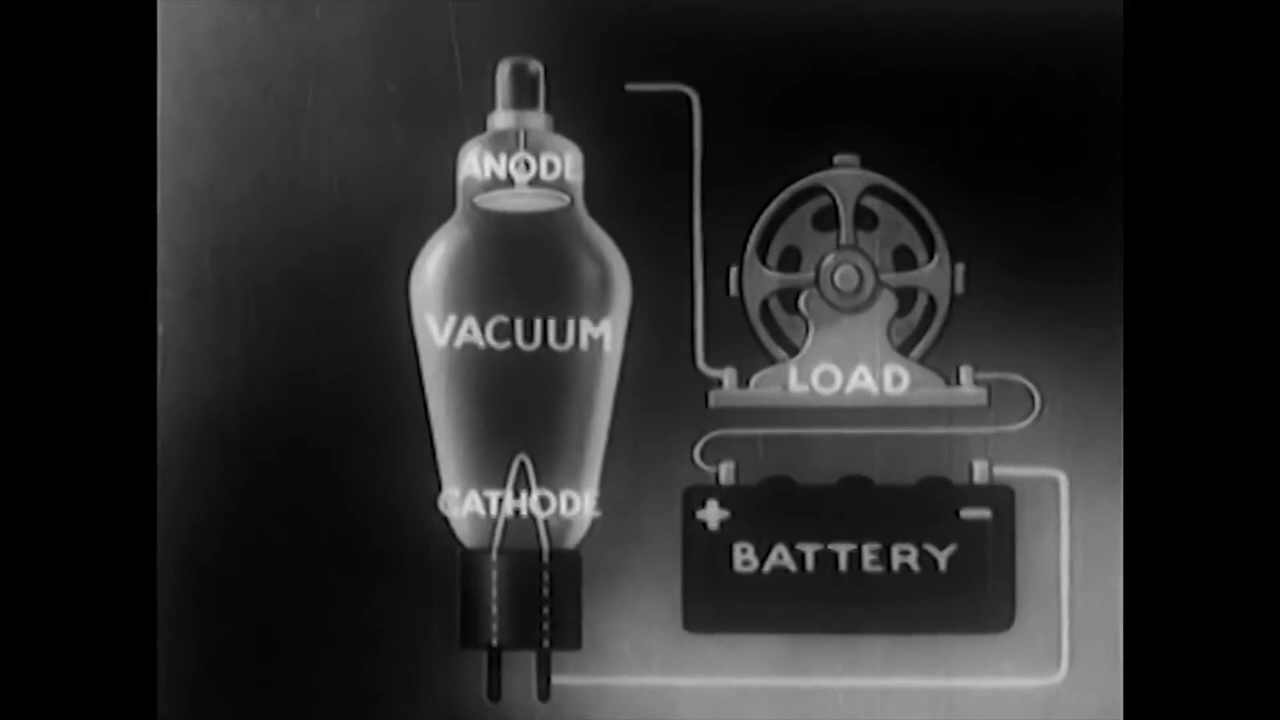 ANODE
VACUUM
LOAD
CATHODE
+ -
BATTERY